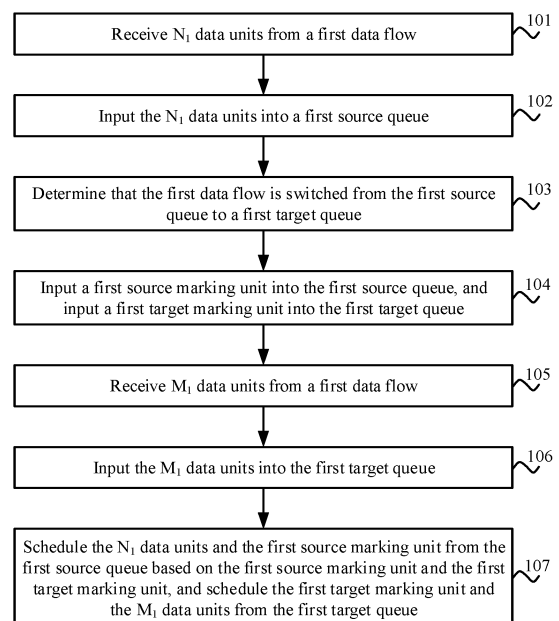 101
Receive N₁ data units from a first data flow
102
Input the N₁ data units into a first source queue
103
Determine that the first data flow is switched from the first source
queue to a first target queue
104
Input a first source marking unit into the first source queue, and
input a first target marking unit into the first target queue
105
Receive M₁ data units from a first data flow
106
Input the M₁ data units into the first target queue
107
Schedule the N₁ data units and the first source marking unit from the
first source queue based on the first source marking unit and the first
target marking unit, and schedule the first target marking unit and
the M₁ data units from the first target queue